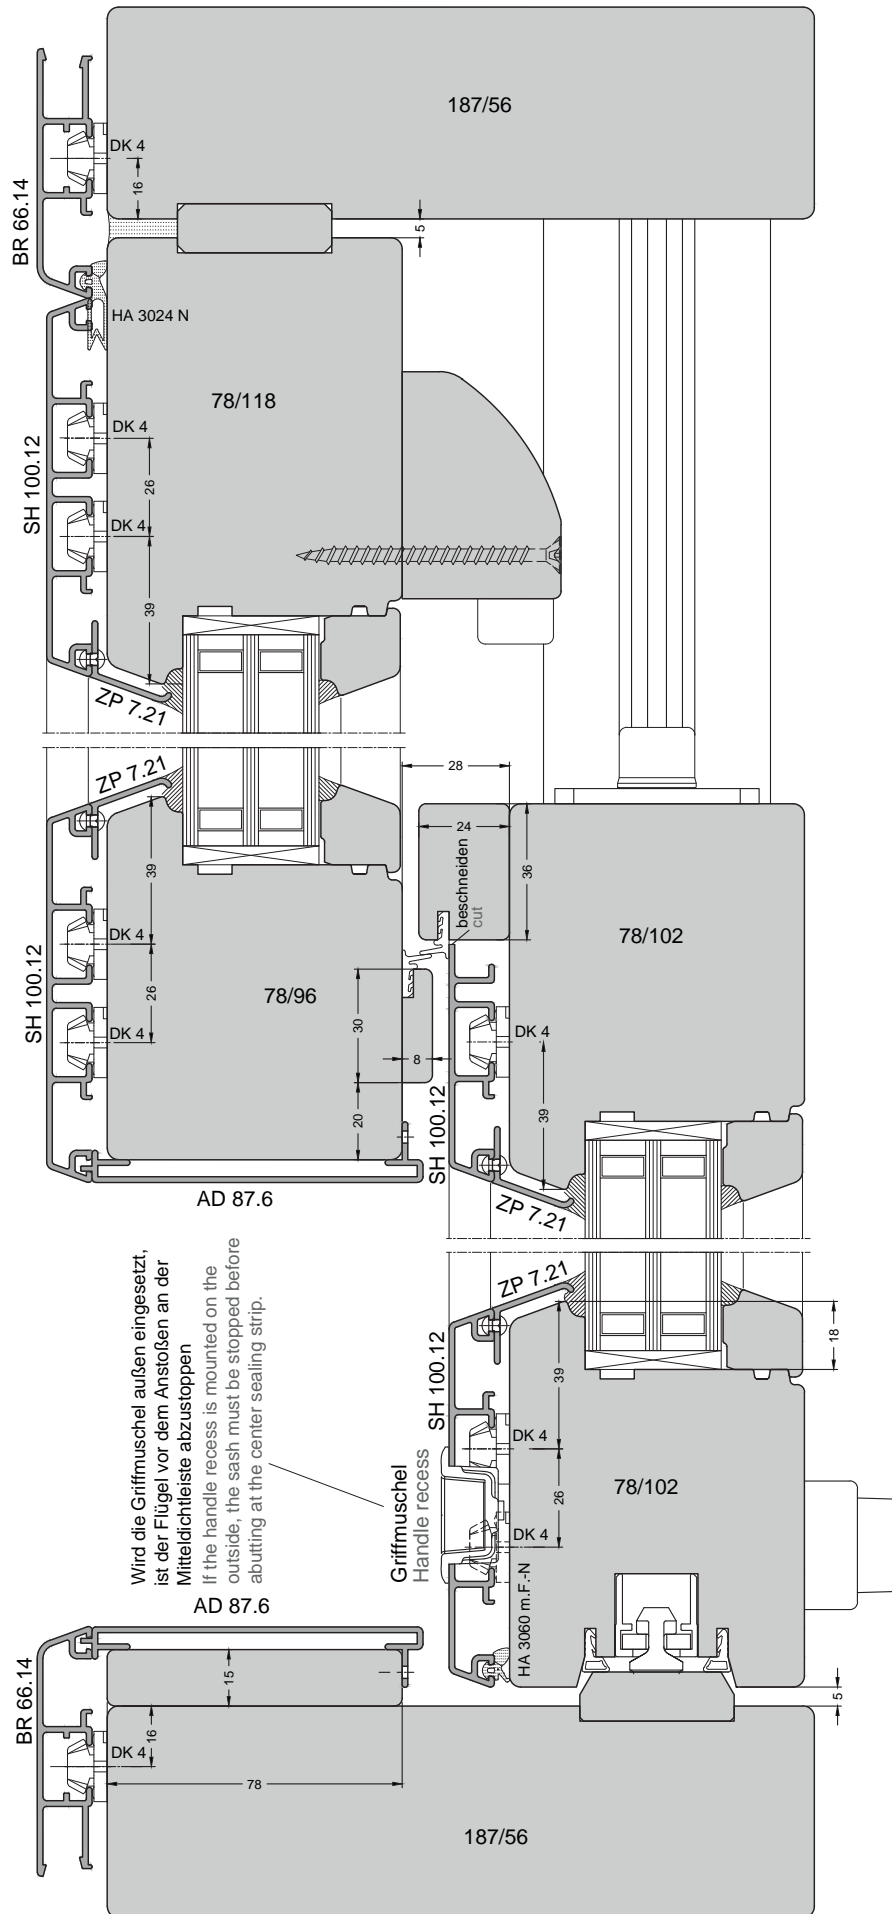 187/56
DK 4
16
BR 66.14
5
HA 3024 N
78/118
DK 4
SH 100.12
26
DK 4
39
ZP 7.21
ZP 7.21
28
24
36
beschneiden
cut
39
DK 4
78/102
SH 100.12
26
78/96
30
DK 4
DK 4
8
SH 100.12
39
20
AD 87.6
ZP 7.21
Wird die Griffmuschel außen eingesetzt,
ist der Flügel vor dem Anstoßen an der
Mitteldichtleiste abzustoppen
If the handle recess is mounted on the
outside, the sash must be stopped before
abutting at the center sealing strip.
ZP 7.21
18
SH 100.12
39
DK 4
78/102
26
Griffmuschel
Handle recess
DK 4
HA 3060 m.F.-N
AD 87.6
BR 66.14
15
5
16
DK 4
78
187/56